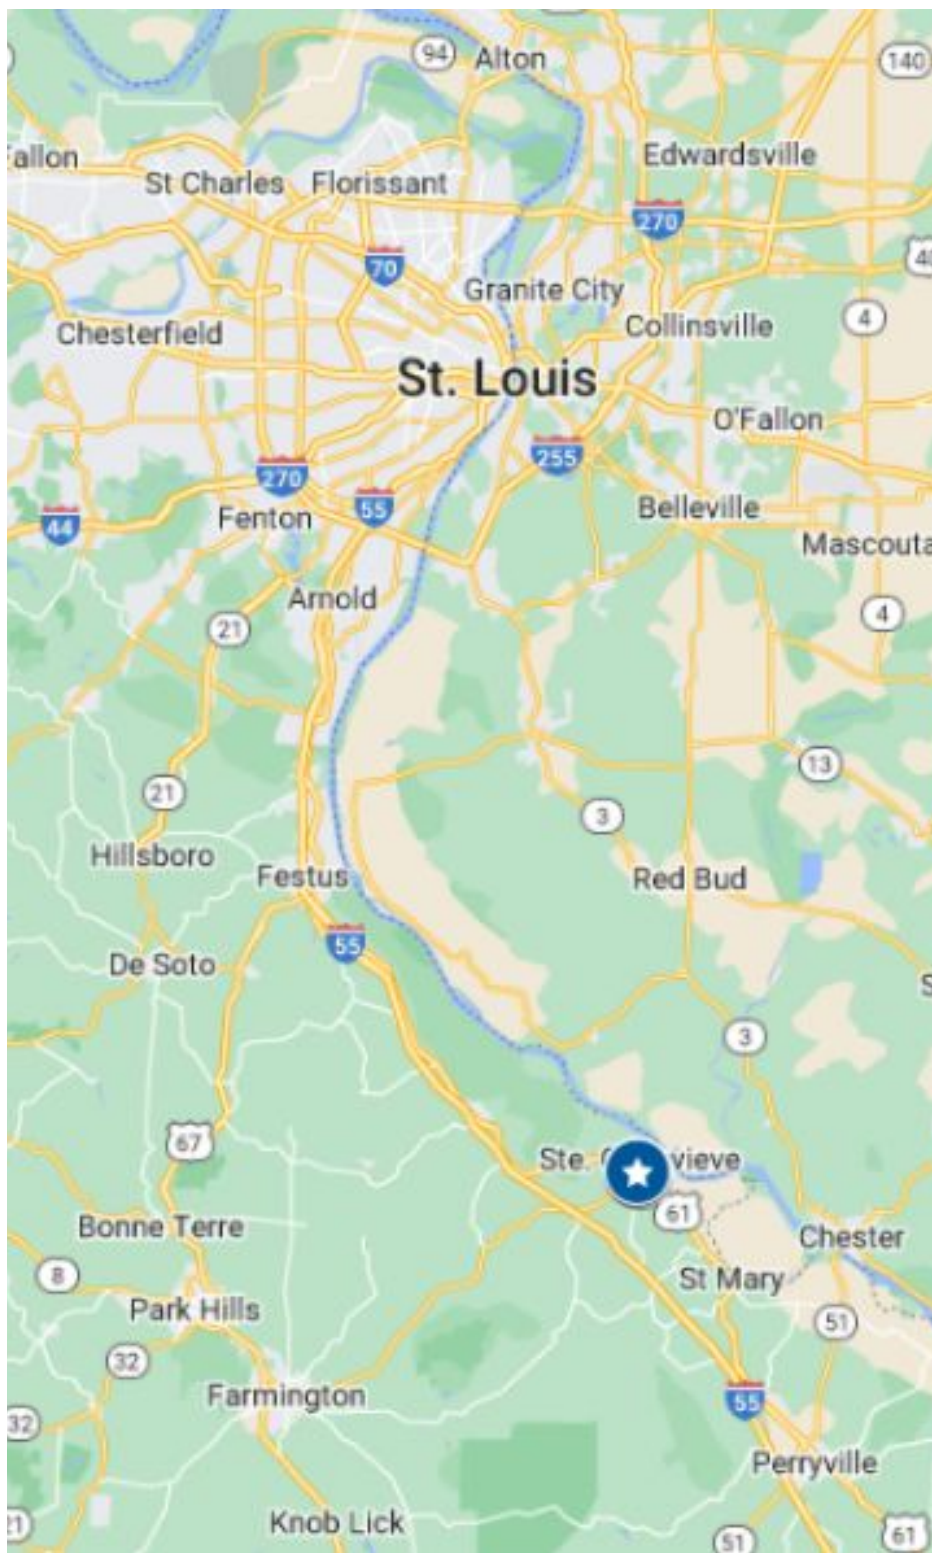 94
Alton
140
allon
Edwardsville
St Charles
Florissant
270
70
Granite City
4
Collinsville
Chesterfield
St. Louis
O'Fallon
270
255
55
Belleville
44
Fenton
Mascouta
Arnold
4
21
13
21
3
Hillsboro
Festus
Red Bud
55
De Soto
3
67
Ste.
vieve
61
Bonne Terre
Chester
8
St Mary
Park Hills
51
32
Farmington
55
32
Perryville
Knob Lick
51
61